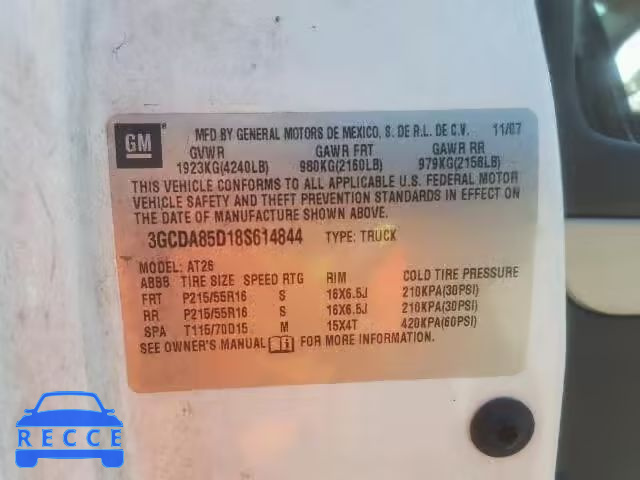 GM
MFD BY GENERAL MOTORS DE MEXICO, S. DE R.L. DE C.V. 11/07
GVWR GAWR FRT GAWR RR
1923KG(4240LB) 980KG(2160LB) 979KG(2158LB)
THIS VEHICLE CONFORMS TO ALL APPLICABLE U.S. FEDERAL MOTOR
VEHICLE SAFETY AND THEFT PREVENTION STANDARDS IN EFFECT ON
THE DATE OF MANUFACTURE SHOWN ABOVE.
3GCDA85D18S614844 TYPE: TRUCK
MODEL: AT26
ABBB TIRE SIZE SPEED RTG RIM COLD TIRE PRESSURE
FRT P215/55R16 S 16X6.5J 210KPA(30PSI)
RR P215/55R16 S 16X6.5J 210KPA(30PSI)
SPA T115/70D15 M 15X4T 420KPA(60PSI)
SEE OWNER'S MANUAL FOR MORE INFORMATION.
RECCE